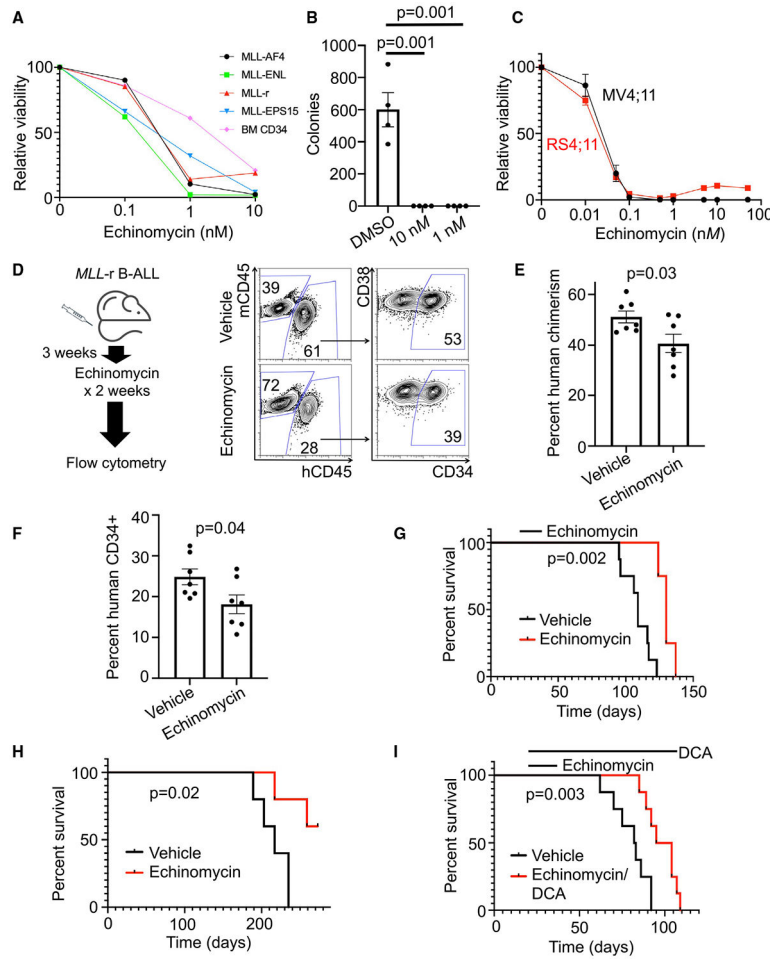 A
100
50
0
Relative viability
0
0.1
1
10
Echinomycin (nM)
MLL-AF4
MLL-ENL
MLL-r
MLL-EPS15
BM CD34
B
p=0.001
p=0.001
1000
800
600
400
200
0
Colonies
DMSO
10 nM
1 nM
C
100
50
0
Relative viability
MV4;11
RS4;11
0
0.01
0.1
1
10
Echinomycin (nM)
D
MLL-r B-ALL
3 weeks
Echinomycin
x 2 weeks
Flow cytometry
Vehicle
mCD45
39
61
CD38
53
Echinomycin
72
28
39
hCD45
CD34
E
p=0.03
60
40
20
0
Percent human chimerism
Vehicle
Echinomycin
F
p=0.04
40
30
20
10
0
Percent human CD34+
Vehicle
Echinomycin
G
Echinomycin
100
50
0
Percent survival
p=0.002
Vehicle
Echinomycin
0
50
100
150
Time (days)
H
100
50
0
Percent survival
p=0.02
Vehicle
Echinomycin
0
100
200
Time (days)
I
DCA
Echinomycin
100
50
0
Percent survival
p=0.003
Vehicle
Echinomycin/
DCA
0
50
100
Time (days)